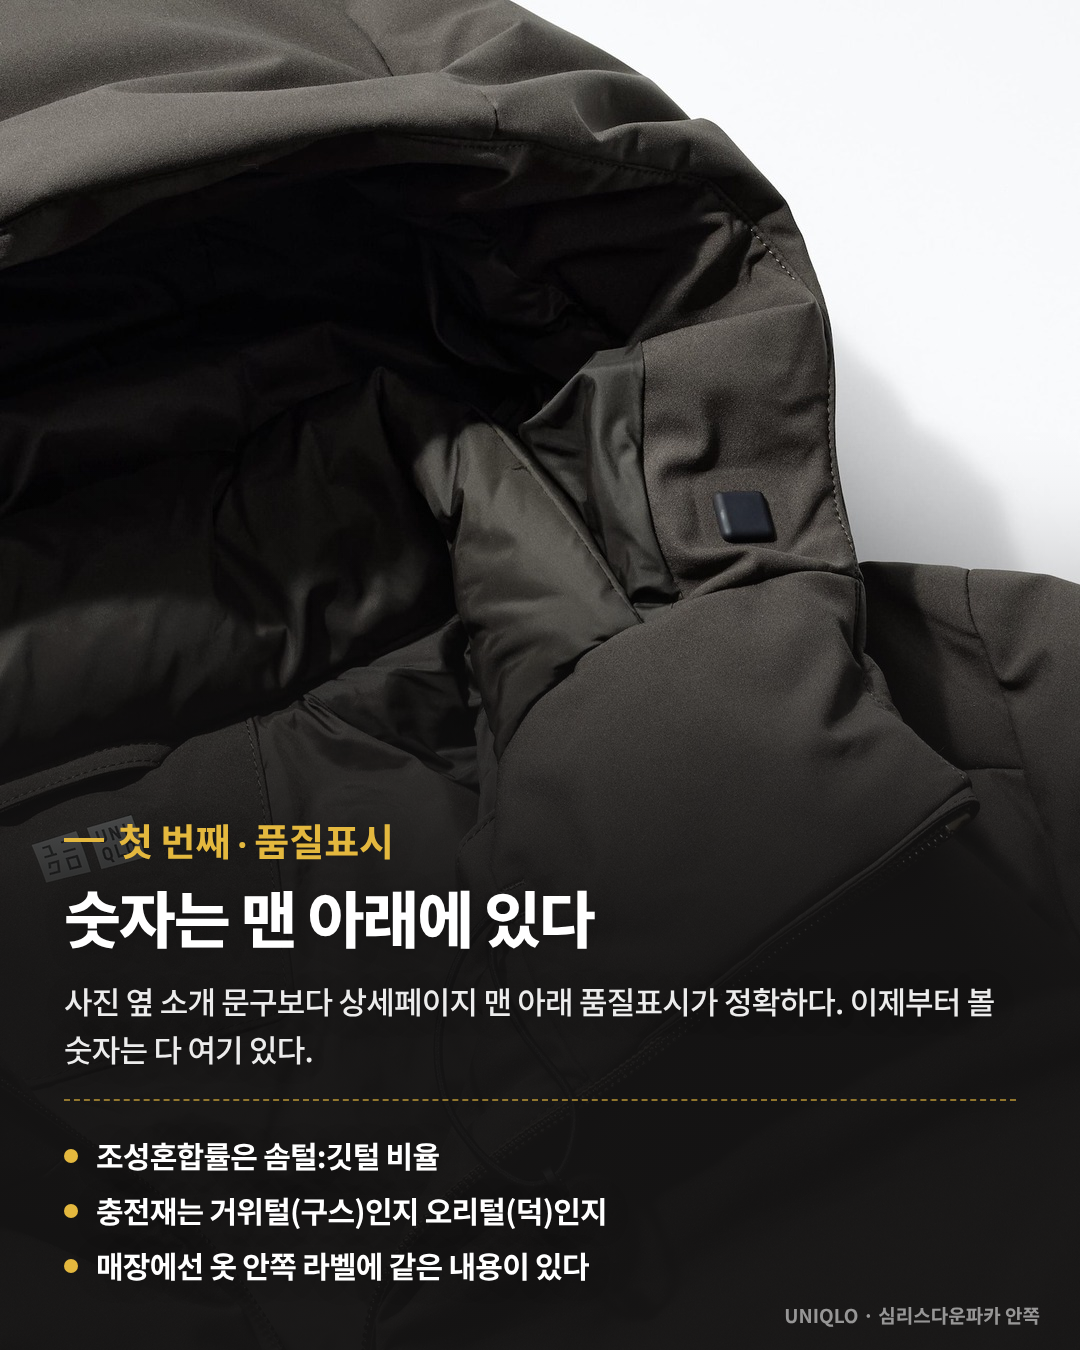 첫 번째 · 품질표시
숫자는 맨 아래에 있다
사진 옆 소개 문구보다 상세페이지 맨 아래 품질표시가 정확하다. 이제부터 볼
숫자는 다 여기 있다.
조성혼합률은 솜털:깃털 비율
충전재는 거위털(구스)인지 오리털(덕)인지
매장에선 옷 안쪽 라벨에 같은 내용이 있다
UNIQLO · 심리스다운파카 안쪽